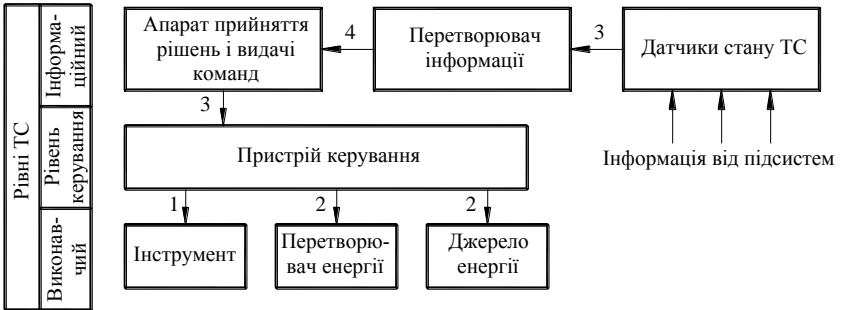 Рівні ТС
Інформа-
ційний
Рівень
керування
Виконав-
чий
Апарат прийняття
рішень і видачі
команд
4
Перетворювач
інформації
3
Датчики стану ТС
Інформація від підсистем
3
Пристрій керування
1
2
2
Інструмент
Перетворю-
вач енергії
Джерело
енергії